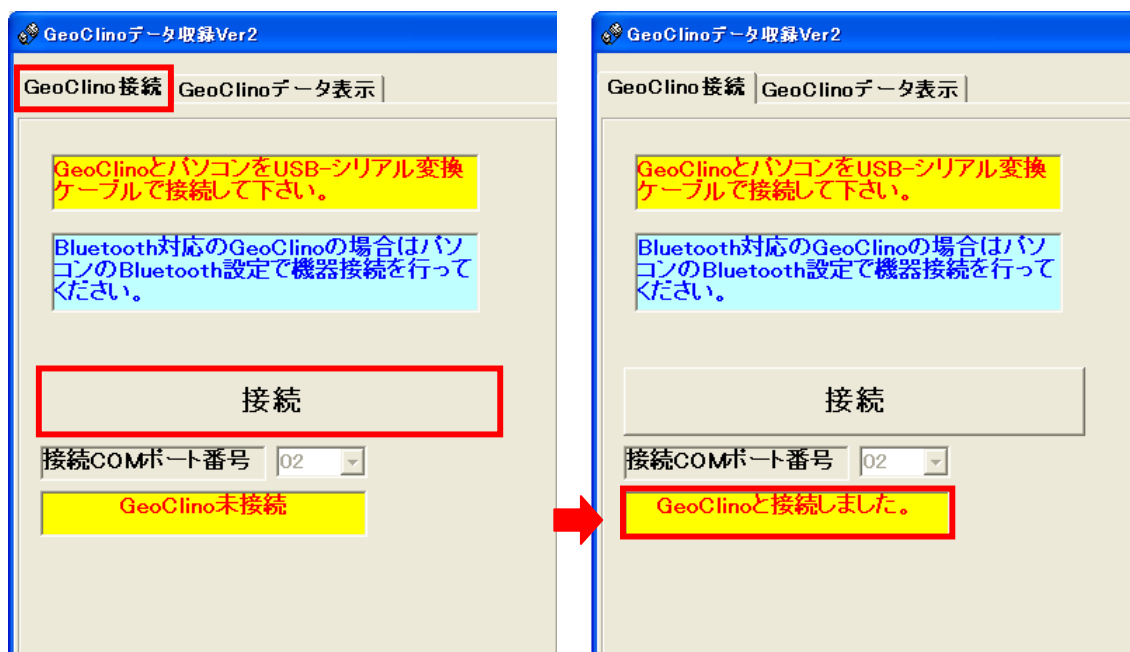 GeoClinoデータ収録Ver2
GeoClino接続
GeoClinoデータ表示
GeoClinoとパソコンをUSB-シリアル変換
ケーブルで接続して下さい。
Bluetooth対応のGeoClinoの場合はパソ
コンのBluetooth設定で機器接続を行って
ください。
接続
接続COMポート番号 02
GeoClino未接続
GeoClinoデータ収録Ver2
GeoClino接続
GeoClinoデータ表示
GeoClinoとパソコンをUSB-シリアル変換
ケーブルで接続して下さい。
Bluetooth対応のGeoClinoの場合はパソ
コンのBluetooth設定で機器接続を行って
ください。
接続
接続COMポート番号 02
GeoClinoと接続しました。